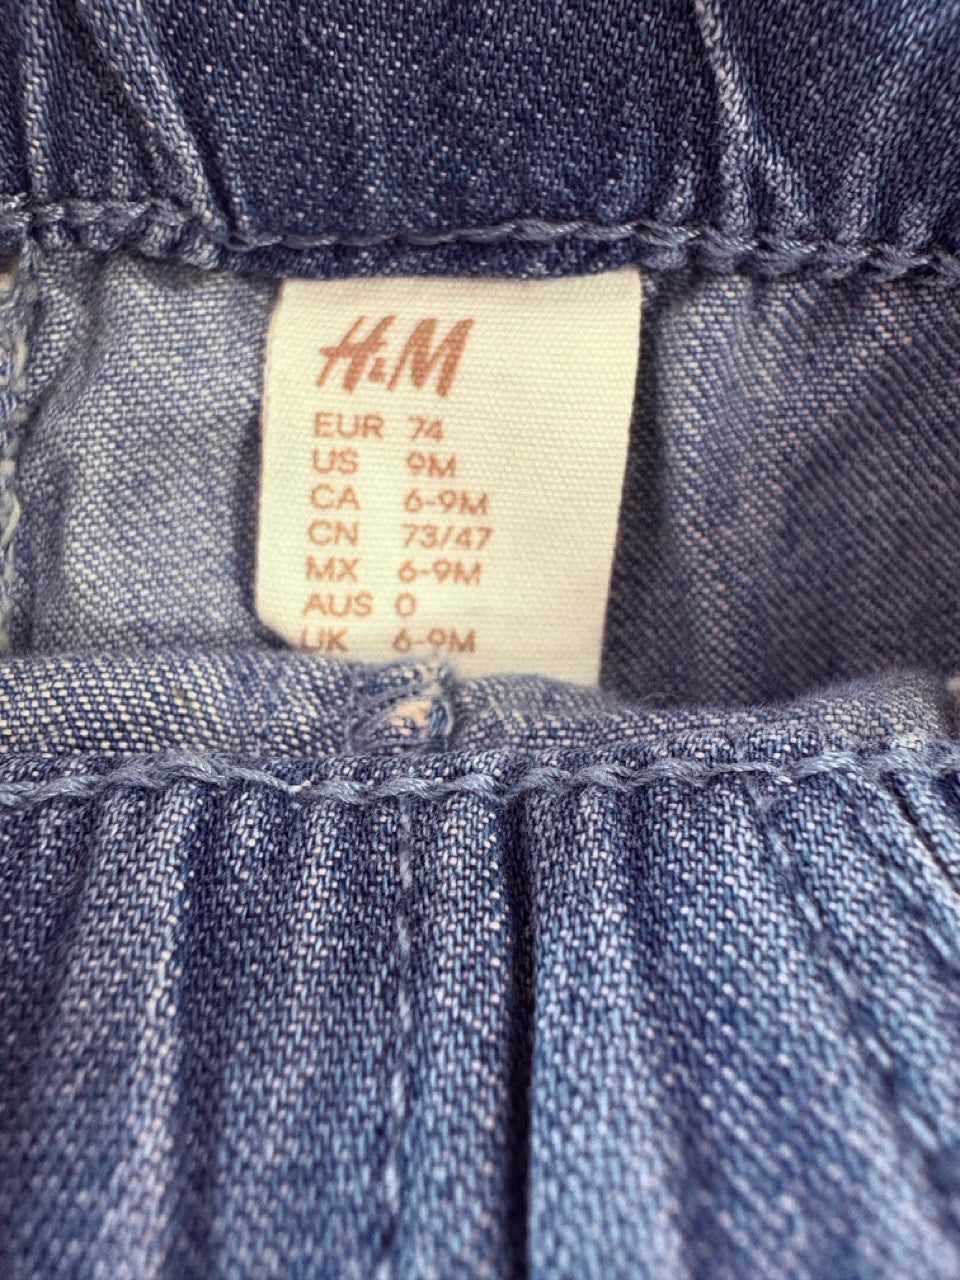 H&M
EUR 74
US 9M
CA 6-9M
CN 73/47
MX 6-9M
AUS 0
UK 6-9M